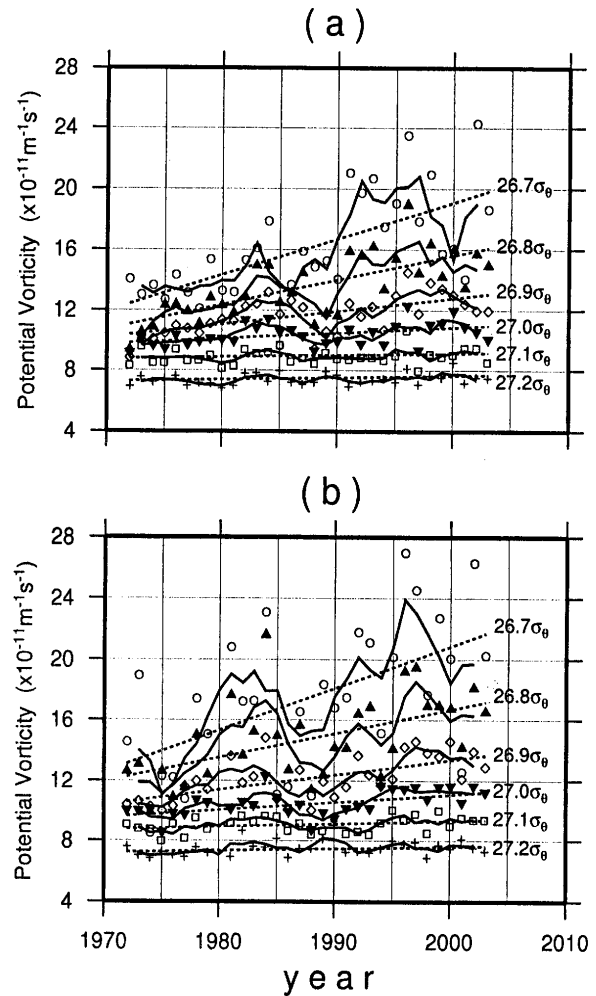 (a)
28
24
20
16
12
8
4
Potential Vorticity (x10⁻¹¹m⁻¹s⁻¹)
26.7σθ
26.8σθ
26.9σθ
27.0σθ
27.1σθ
27.2σθ
(b)
28
24
20
16
12
8
4
Potential Vorticity (x10⁻¹¹m⁻¹s⁻¹)
26.7σθ
26.8σθ
26.9σθ
27.0σθ
27.1σθ
27.2σθ
1970 1980 1990 2000 2010
year